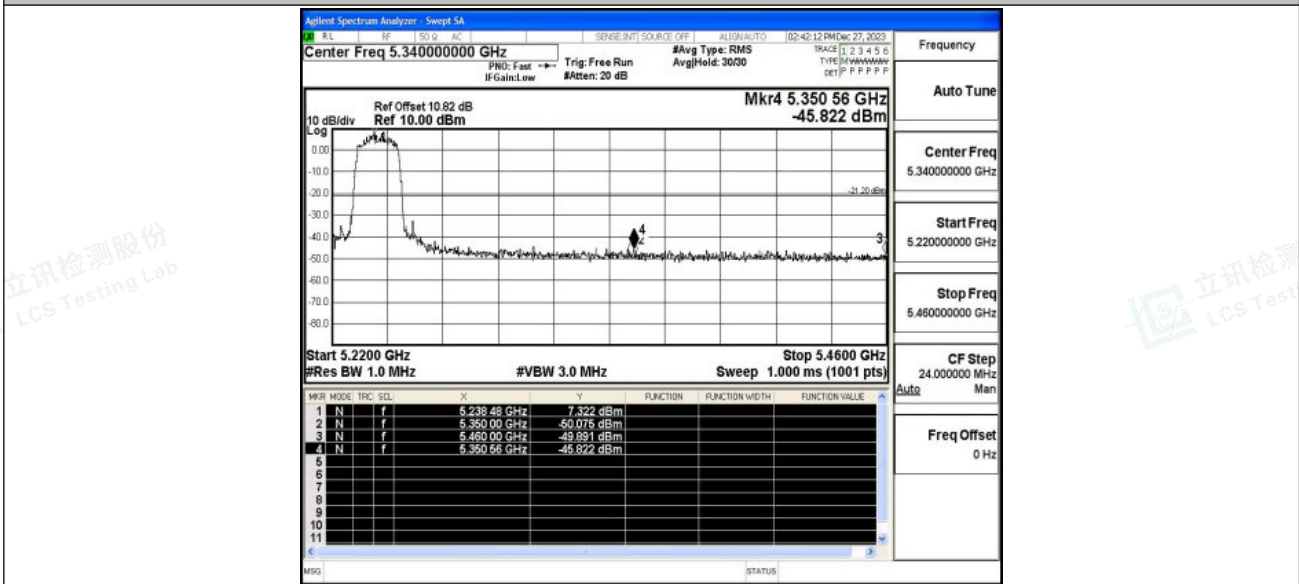 Agilent Spectrum Analyzer - Swept SA
RL RF 50 Ω AC SENSE:INT SOURCE OFF ALIGN AUTO 02:42:12 PM Dec 27, 2023
Center Freq 5.340000000 GHz
PNO: Fast
IFGain:Low
Trig: Free Run
#Atten: 20 dB
#Avg Type: RMS
Avg|Hold: 30/30
TRACE 1 2 3 4 5 6
TYPE M WWWWW
DET P P P P P P
Frequency
Auto Tune
Center Freq
5.340000000 GHz
Start Freq
5.220000000 GHz
Stop Freq
5.460000000 GHz
CF Step
24.000000 MHz
Auto Man
Freq Offset
0 Hz
Mkr4 5.350 56 GHz
-45.822 dBm
Ref Offset 10.82 dB
10 dB/div Ref 10.00 dBm
Log
0.00
-10.0
-20.0
-30.0
-40.0
-50.0
-60.0
-70.0
-80.0
-21.20 dBm
4
2
3
Start 5.2200 GHz Stop 5.4600 GHz
#Res BW 1.0 MHz #VBW 3.0 MHz Sweep 1.000 ms (1001 pts)
MKR MODE TRC SCL X Y FUNCTION FUNCTION WIDTH FUNCTION VALUE
1 N f 5.238 48 GHz 7.322 dBm
2 N f 5.350 00 GHz -50.075 dBm
3 N f 5.460 00 GHz -49.891 dBm
4 N f 5.350 56 GHz -45.822 dBm
5
6
7
8
9
10
11
MSG STATUS
立讯检测股份
LCS Testing Lab
立讯检测
LCS Test